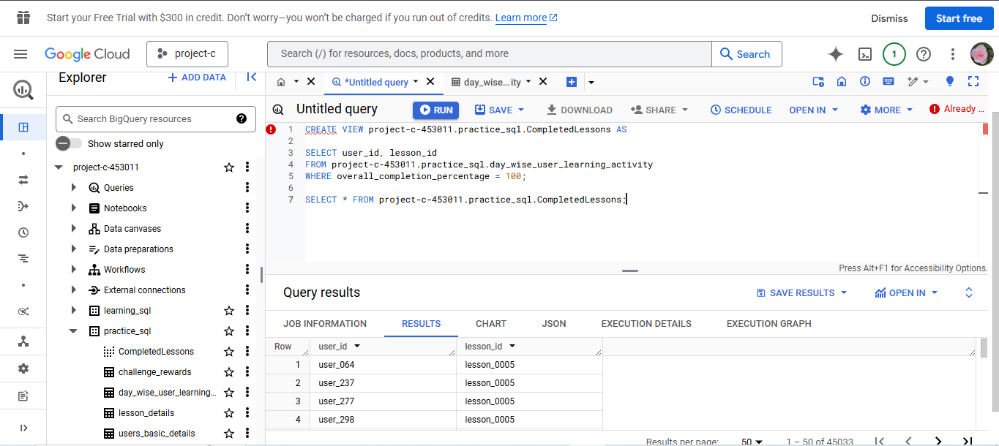 Start your Free Trial with $300 in credit. Don't worry—you won't be charged if you run out of credits. Learn more
Dismiss
Start free
Google Cloud
project-c
Search (/) for resources, docs, products, and more
Search
1
Explorer
+ ADD DATA
*Untitled query
day_wise...ity
Search BigQuery resources
Show starred only
Untitled query
RUN
SAVE
DOWNLOAD
SHARE
SCHEDULE
OPEN IN
MORE
Already ...
1 CREATE VIEW project-c-453011.practice_sql.CompletedLessons AS
2
3 SELECT user_id, lesson_id
4 FROM project-c-453011.practice_sql.day_wise_user_learning_activity
5 WHERE overall_completion_percentage = 100;
6
7 SELECT * FROM project-c-453011.practice_sql.CompletedLessons;
project-c-453011
Queries
Notebooks
Data canvases
Data preparations
Workflows
External connections
learning_sql
practice_sql
CompletedLessons
challenge_rewards
day_wise_user_learning...
lesson_details
users_basic_details
Press Alt+F1 for Accessibility Options.
Query results
SAVE RESULTS
OPEN IN
JOB INFORMATION
RESULTS
CHART
JSON
EXECUTION DETAILS
EXECUTION GRAPH
Row user_id lesson_id
1 user_064 lesson_0005
2 user_237 lesson_0005
3 user_277 lesson_0005
4 user_298 lesson_0005
Results per page: 50 1 – 50 of 45033